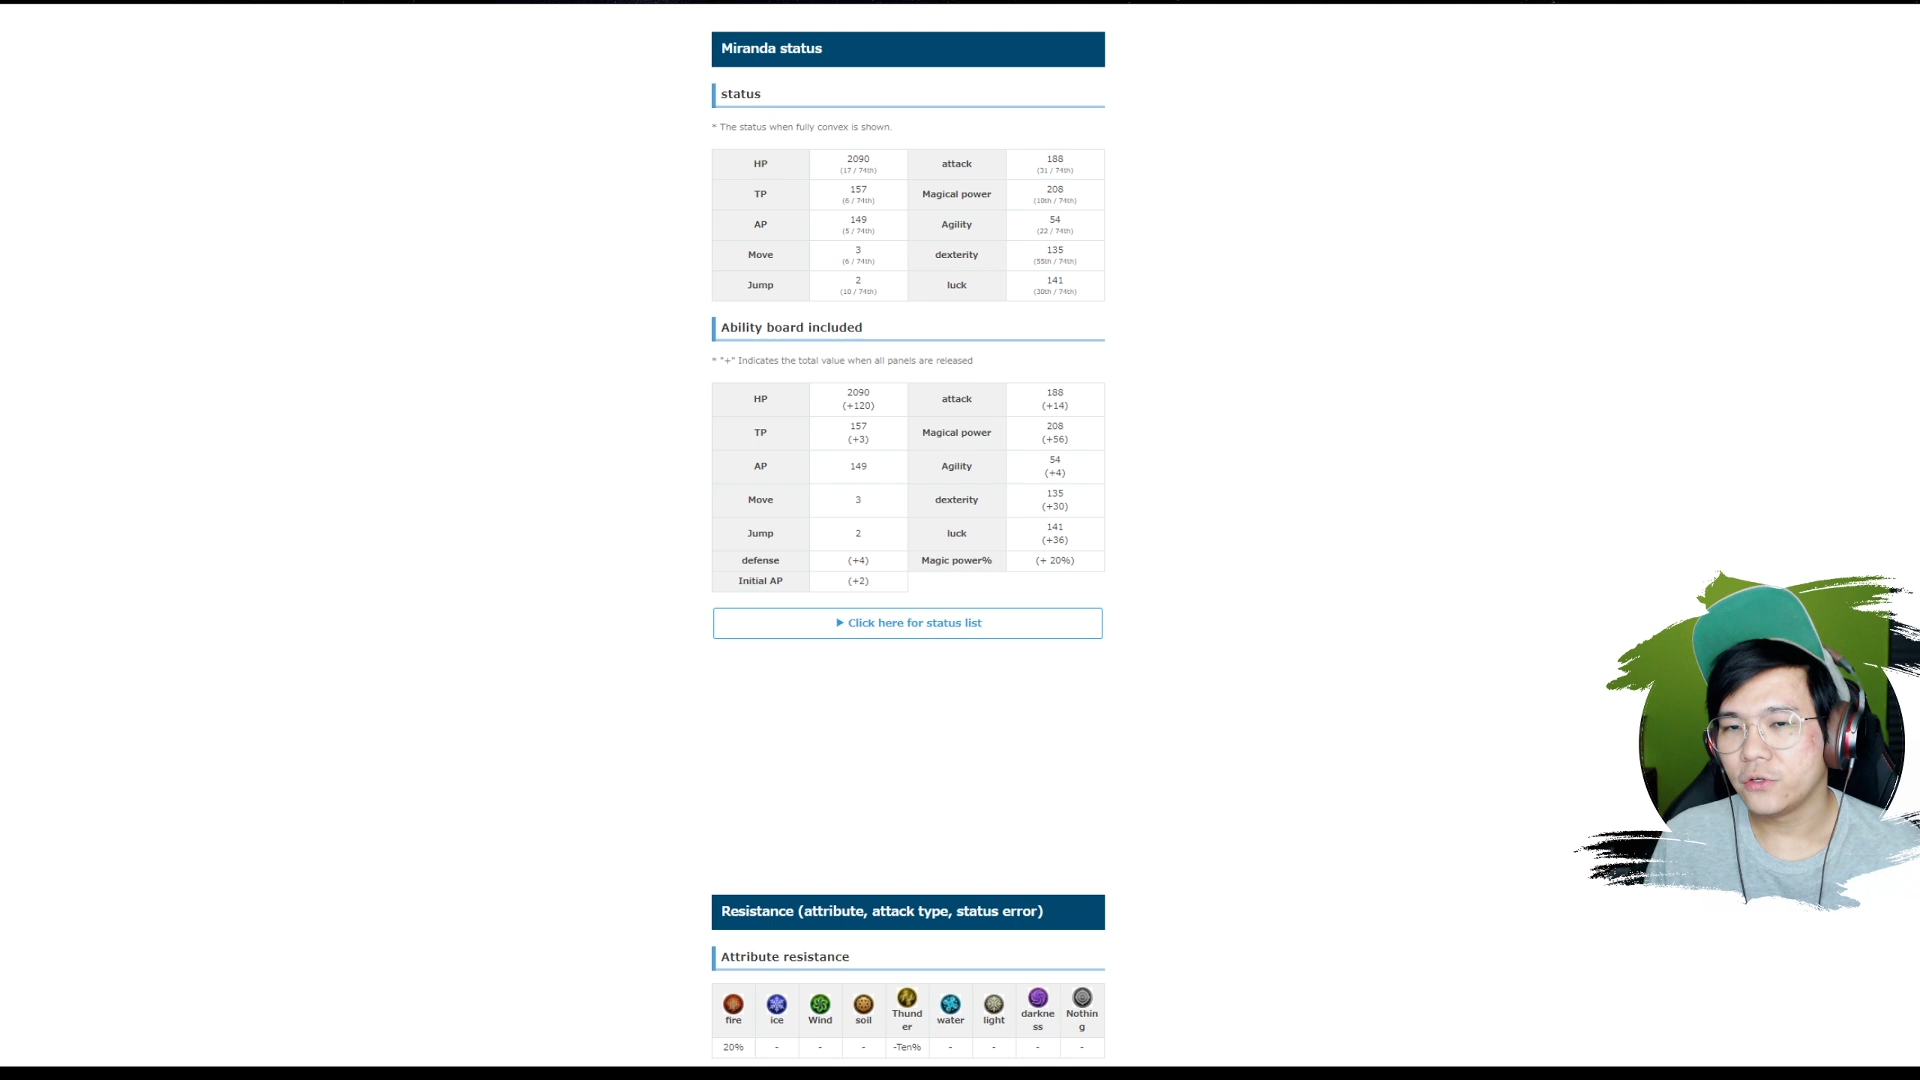 Miranda status
status
* The status when fully convex is shown.
HP 2090 attack 188
(17 / 74th) (31 / 74th)
TP 157 Magical power 208
(6 / 74th) (10th / 74th)
AP 149 Agility 54
(5 / 74th) (22 / 74th)
Move 3 dexterity 135
(6 / 74th) (55th / 74th)
Jump 2 luck 141
(10 / 74th) (30th / 74th)
Ability board included
* "+" Indicates the total value when all panels are released
HP 2090 attack 188
(+120) (+14)
TP 157 Magical power 208
(+3) (+56)
AP 149 Agility 54
(+4)
Move 3 dexterity 135
(+30)
Jump 2 luck 141
(+36)
defense (+4) Magic power% (+ 20%)
Initial AP (+2)
Click here for status list
Resistance (attribute, attack type, status error)
Attribute resistance
fire ice Wind soil Thund water light darkne Nothin
er ss g
20% - - - -Ten% - - - -